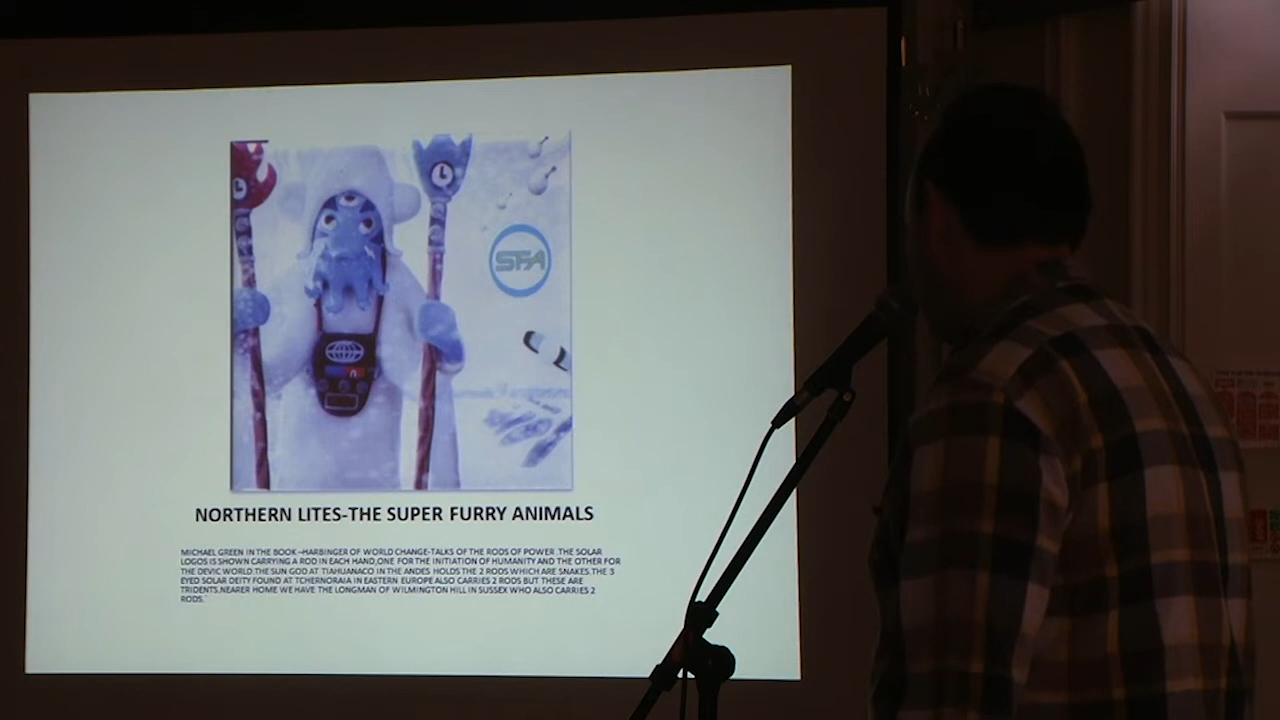 SFA
NORTHERN LITES-THE SUPER FURRY ANIMALS
MICHAEL GREEN IN THE BOOK –HARBINGER OF WORLD CHANGE-TALKS OF THE RODS OF POWER .THE SOLAR
LOGOS IS SHOWN CARRYING A ROD IN EACH HAND,ONE FOR THE INITIATION OF HUMANITY AND THE OTHER FOR
THE DEVIC WORLD.THE SUN GOD AT TIAHUANACO IN THE ANDES HOLDS THE 2 RODS WHICH ARE SNAKES.THE 3
EYED SOLAR DEITY FOUND AT TCHERNORAIA IN EASTERN EUROPE ALSO CARRIES 2 RODS BUT THESE ARE
TRIDENTS.NEARER HOME WE HAVE THE LONGMAN OF WILMINGTON HILL IN SUSSEX WHO ALSO CARRIES 2
RODS.